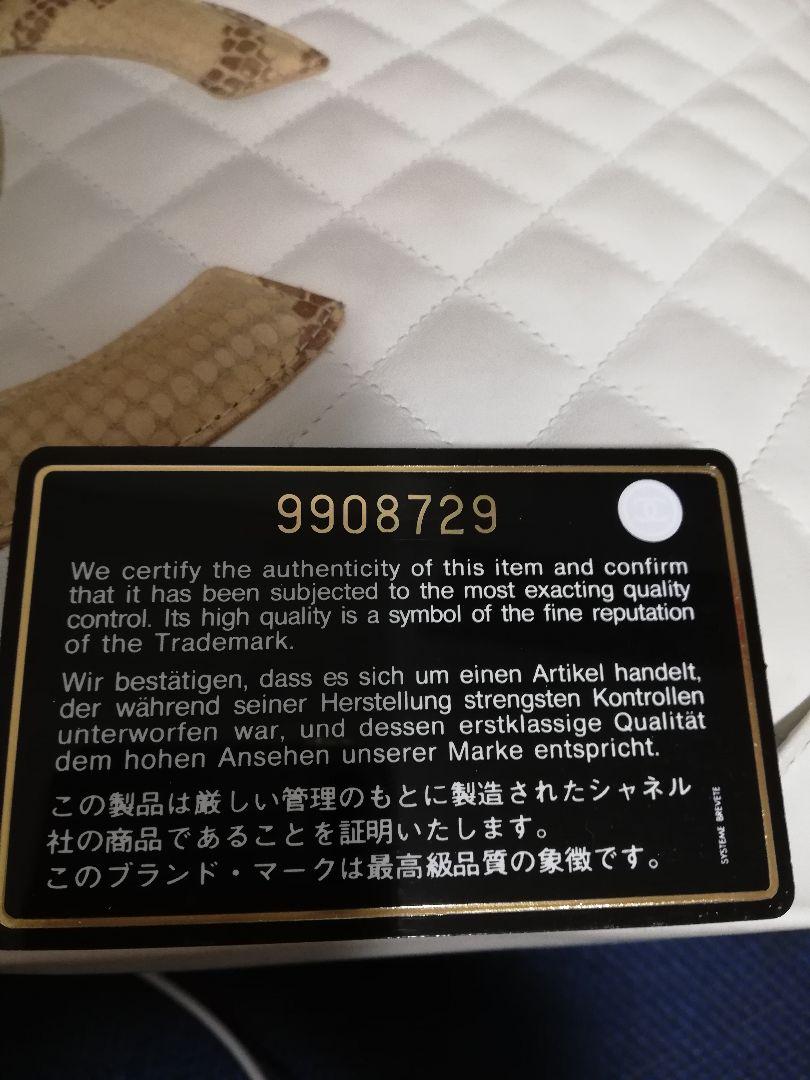 9908729
We certify the authenticity of this item and confirm
that it has been subjected to the most exacting quality
control. Its high quality is a symbol of the fine reputation
of the Trademark.
Wir bestätigen, dass es sich um einen Artikel handelt,
der während seiner Herstellung strengsten Kontrollen
unterworfen war, und dessen erstklassige Qualität
dem hohen Ansehen unserer Marke entspricht.
この製品は厳しい管理のもとに製造されたシャネル
社の商品であることを証明いたします。
このブランド・マークは最高級品質の象徴です。
SYSTEME BREVETE